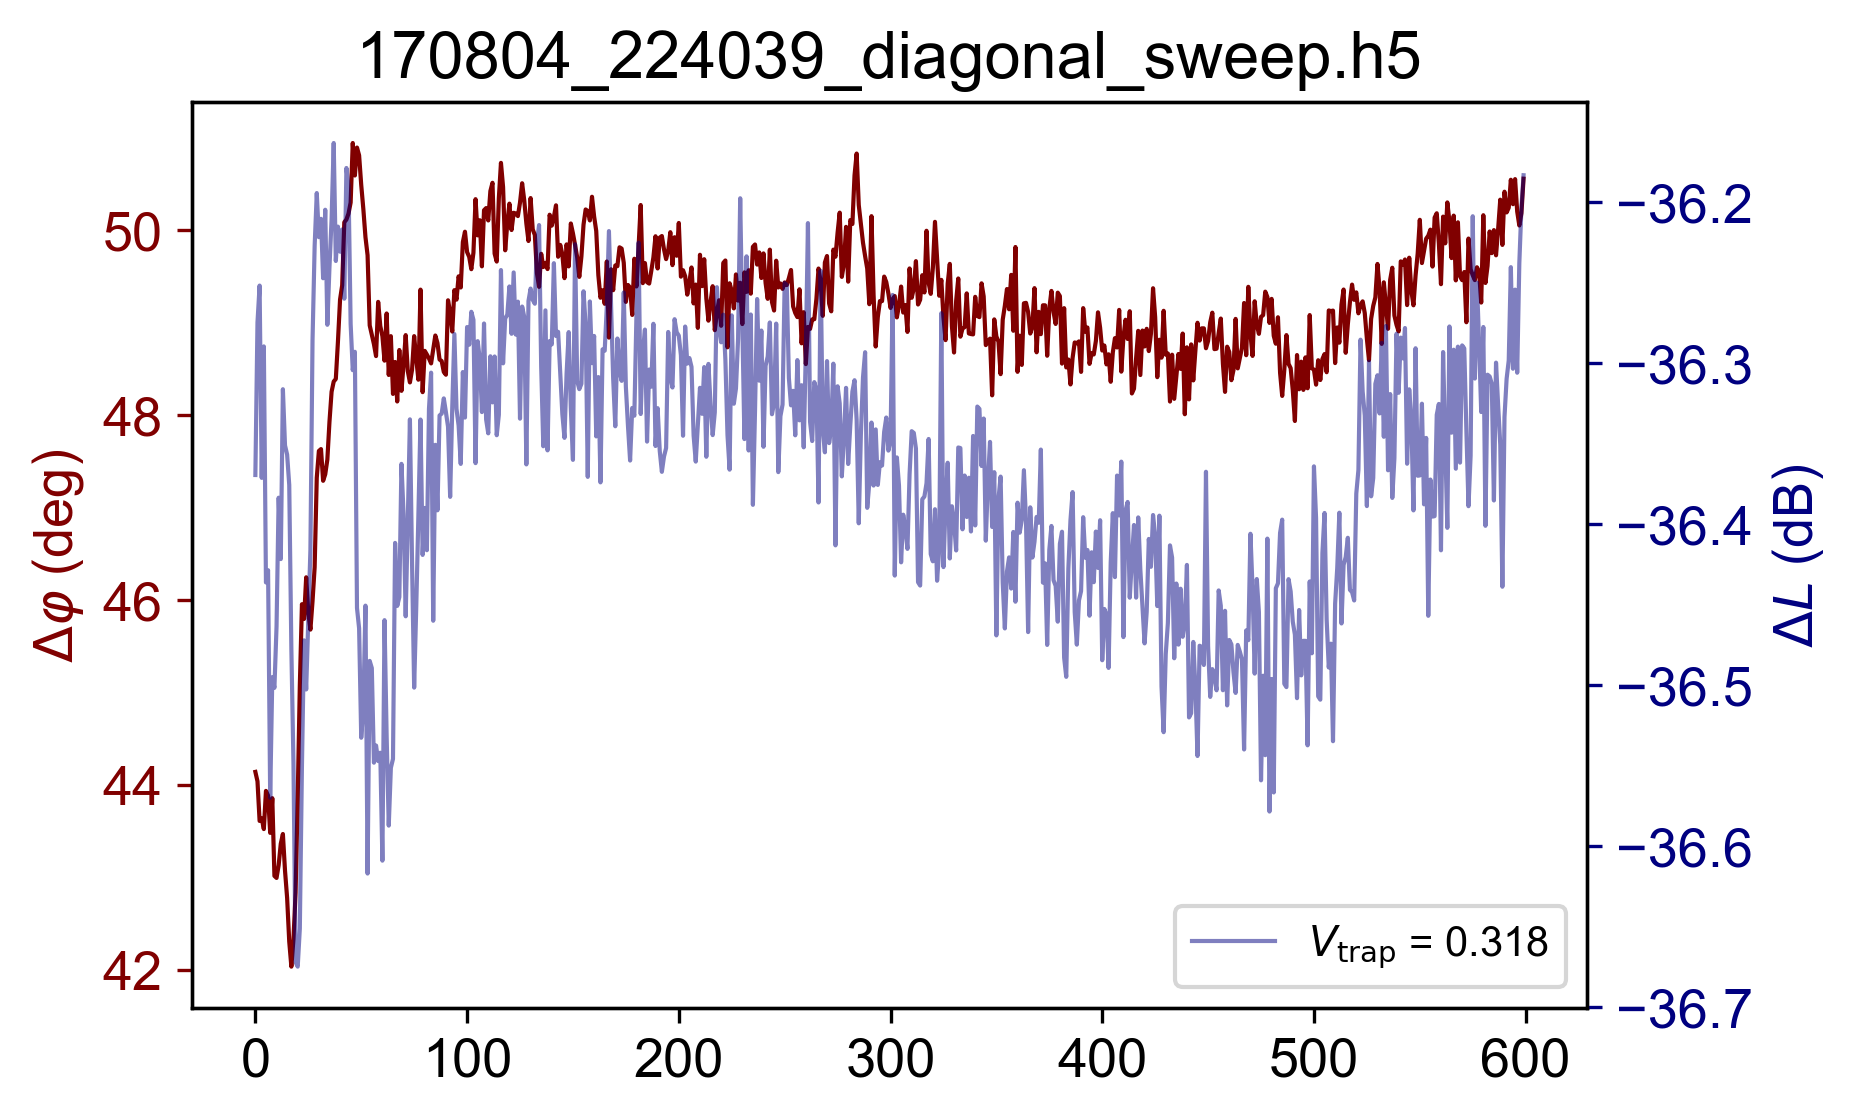 170804_224039_diagonal_sweep.h5
50
48
46
44
42
Δφ (deg)
−36.2
−36.3
−36.4
−36.5
−36.6
−36.7
ΔL (dB)
V_trap = 0.318
0 100 200 300 400 500 600